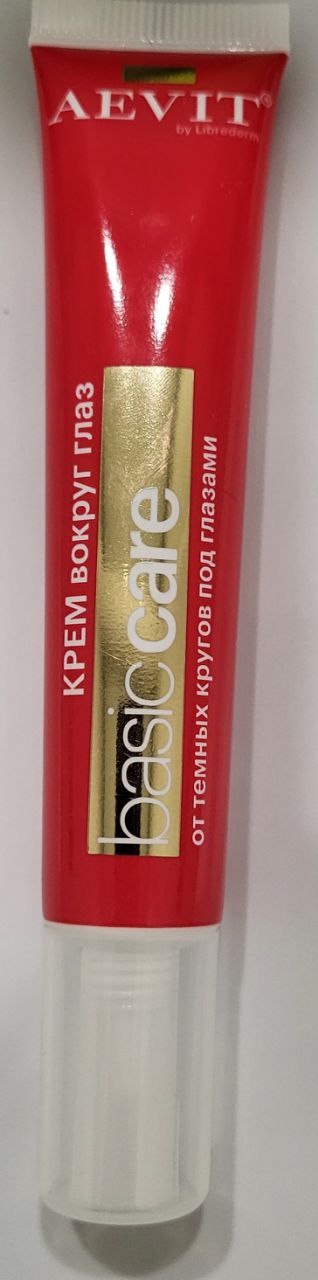 AEVIT®
by Librederm
КРЕМ вокруг глаз
basic care
от темных кругов под глазами